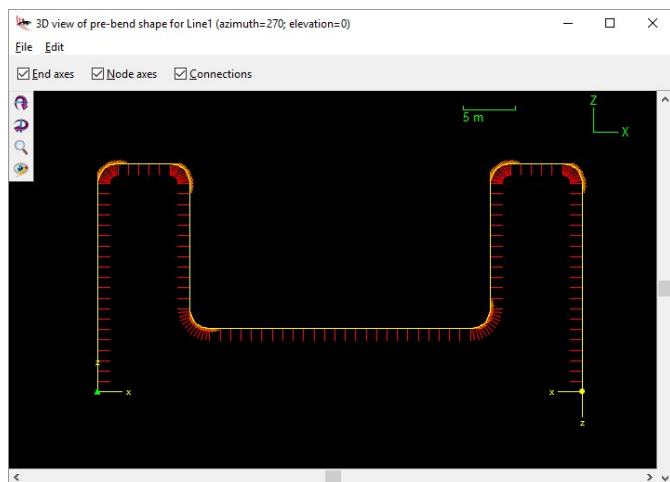 3D view of pre-bend shape for Line1 (azimuth=270; elevation=0)
File Edit
End axes Node axes Connections
5 m
Z
X
z
x
x
z